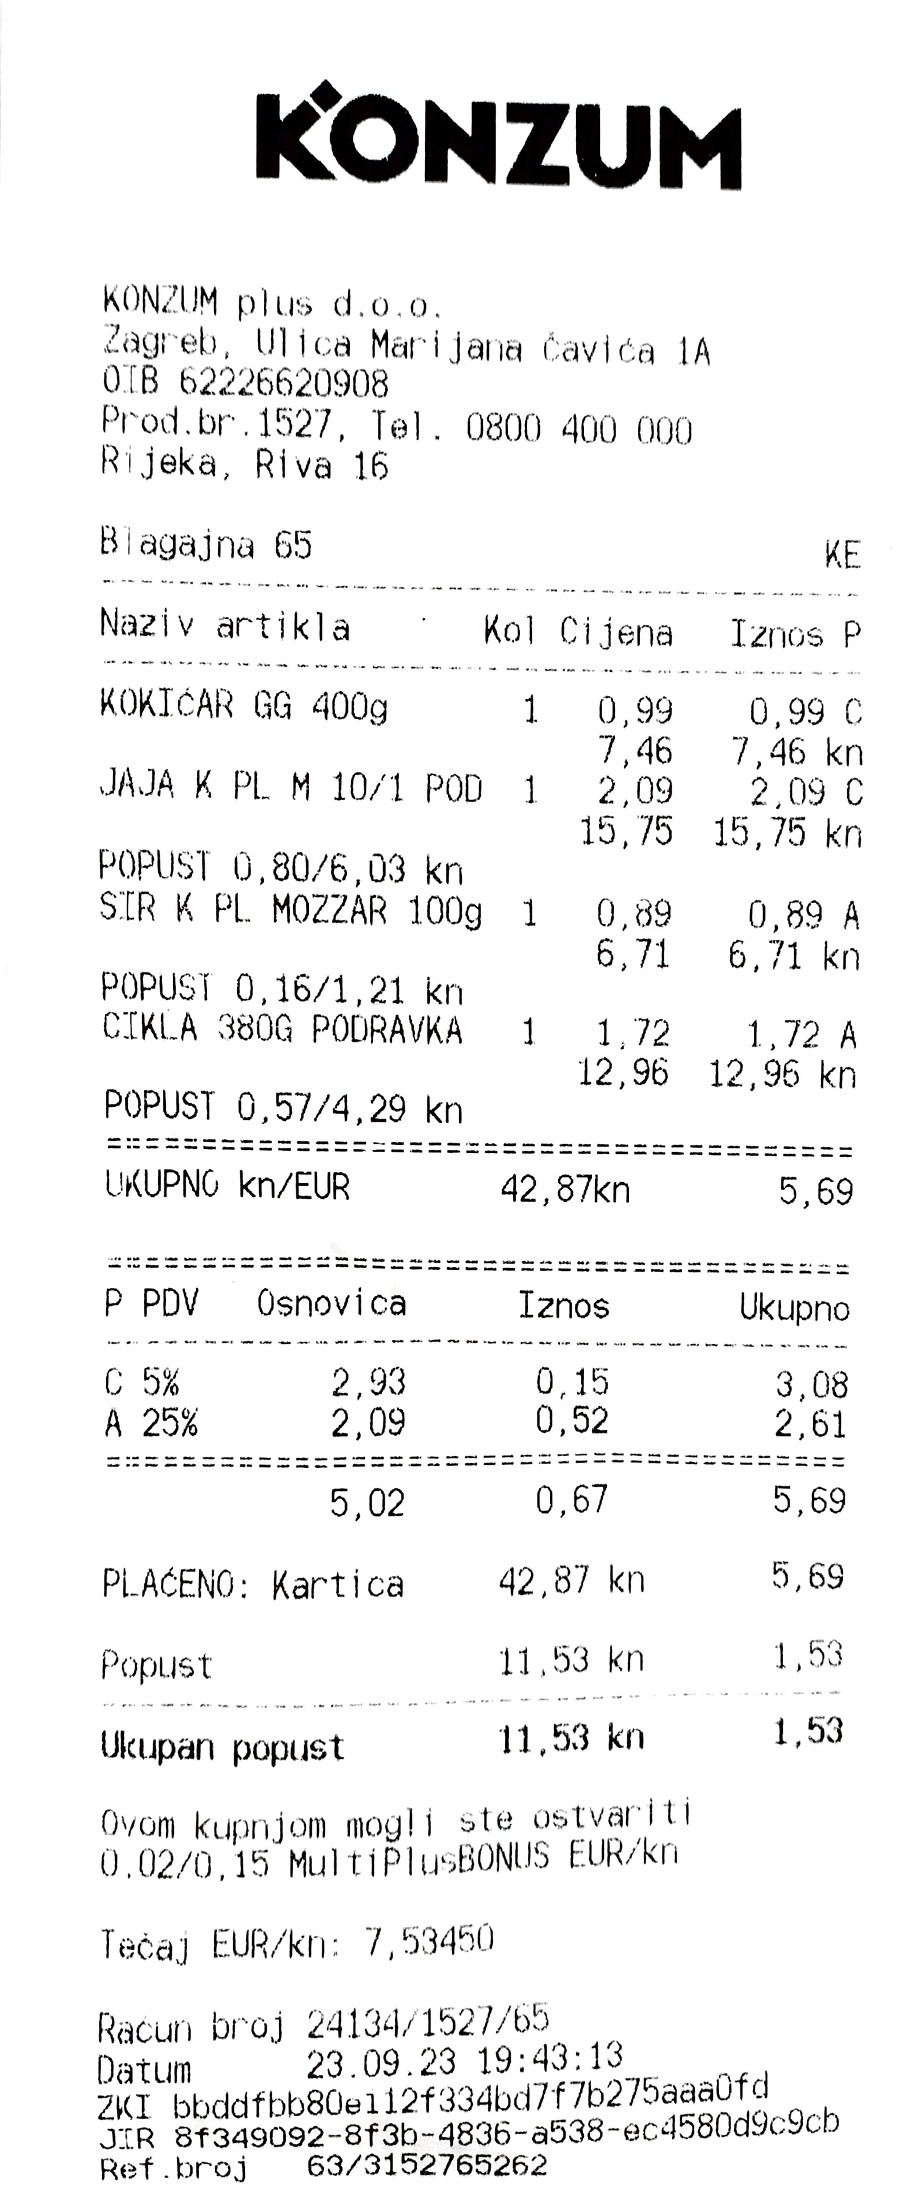 KONZUM
KONZUM plus d.o.o.
Zagreb, Ulica Marijana Čavića 1A
OIB 62226620908
Prod.br.1527, Tel. 0800 400 000
Rijeka, Riva 16
Blagajna 65 KE
Naziv artikla Kol Cijena Iznos P
KOKIČAR GG 400g 1 0,99 0,99 C
7,46 7,46 kn
JAJA K PL M 10/1 POD 1 2,09 2,09 C
15,75 15,75 kn
POPUST 0,80/6,03 kn
SIR K PL MOZZAR 100g 1 0,89 0,89 A
6,71 6,71 kn
POPUST 0,16/1,21 kn
CIKLA 380G PODRAVKA 1 1,72 1,72 A
12,96 12,96 kn
POPUST 0,57/4,29 kn
UKUPNO kn/EUR 42,87kn 5,69
P PDV Osnovica Iznos Ukupno
C 5% 2,93 0,15 3,08
A 25% 2,09 0,52 2,61
5,02 0,67 5,69
PLAĆENO: Kartica 42,87 kn 5,69
Popust 11,53 kn 1,53
Ukupan popust 11,53 kn 1,53
Ovom kupnjom mogli ste ostvariti
0.02/0,15 MultiPlusBONUS EUR/kn
Tečaj EUR/kn: 7,53450
Račun broj 24134/1527/65
Datum 23.09.23 19:43:13
ZKI bbddfbb80e112f334bd7f7b275aaa0fd
JIR 8f349092-8f3b-4836-a538-ec4580d9c9cb
Ref.broj 63/3152765262